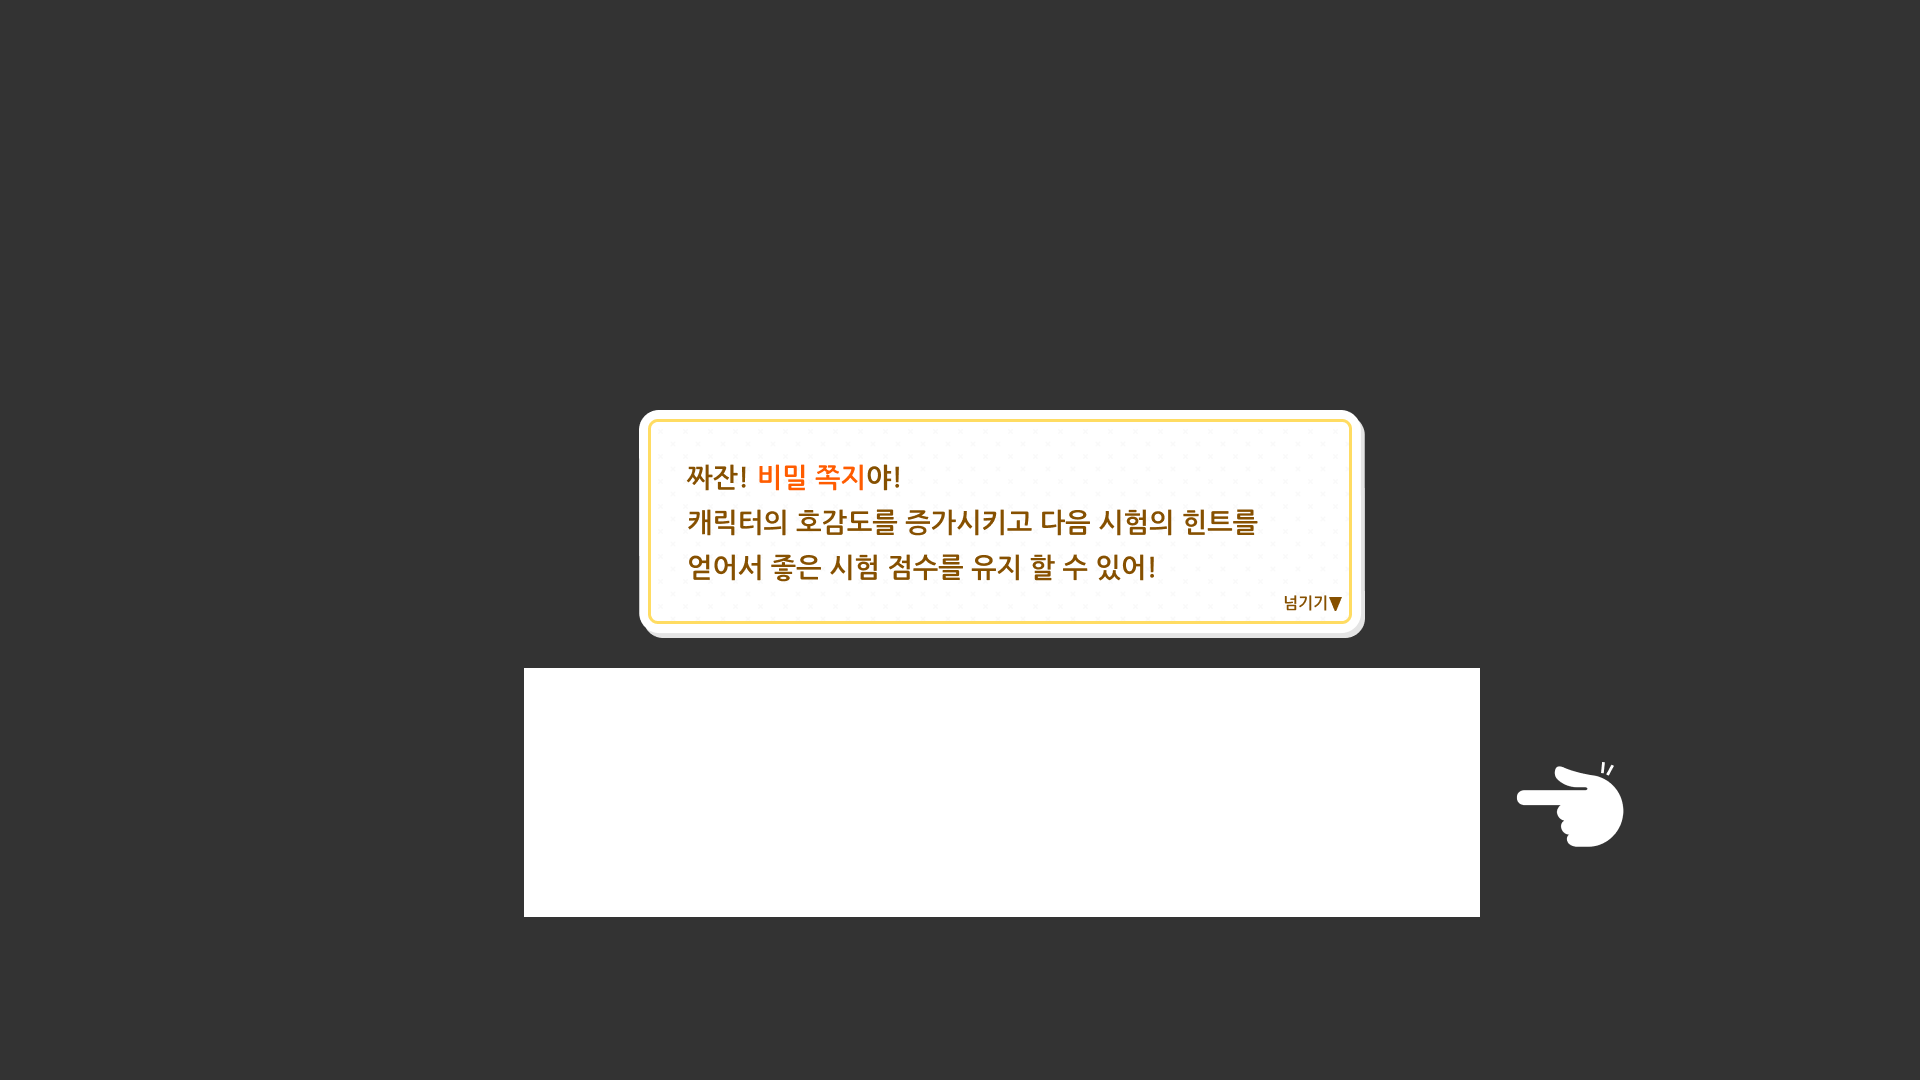 짜잔! 비밀 쪽지야!
캐릭터의 호감도를 증가시키고 다음 시험의 힌트를
얻어서 좋은 시험 점수를 유지 할 수 있어!
넘기기▼